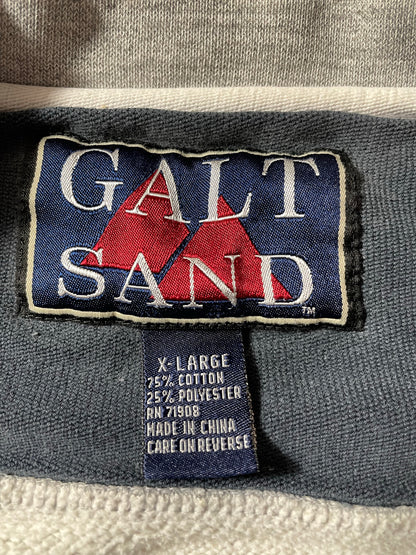 GALT
SAND
TM
X-LARGE
75% COTTON
25% POLYESTER
RN 71908
MADE IN CHINA
CARE ON REVERSE